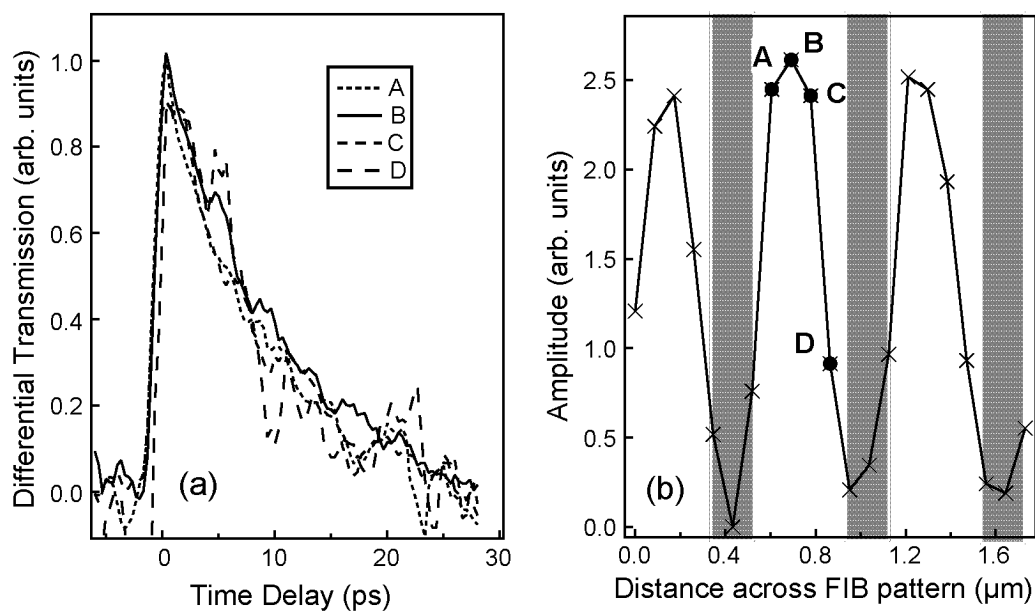 Differential Transmission (arb. units)
1.0
0.8
0.6
0.4
0.2
0.0
A
B
C
D
(a)
0
10
20
30
Time Delay (ps)
Amplitude (arb. units)
2.5
2.0
1.5
1.0
0.5
0.0
A
B
C
D
(b)
0.0
0.4
0.8
1.2
1.6
Distance across FIB pattern (µm)